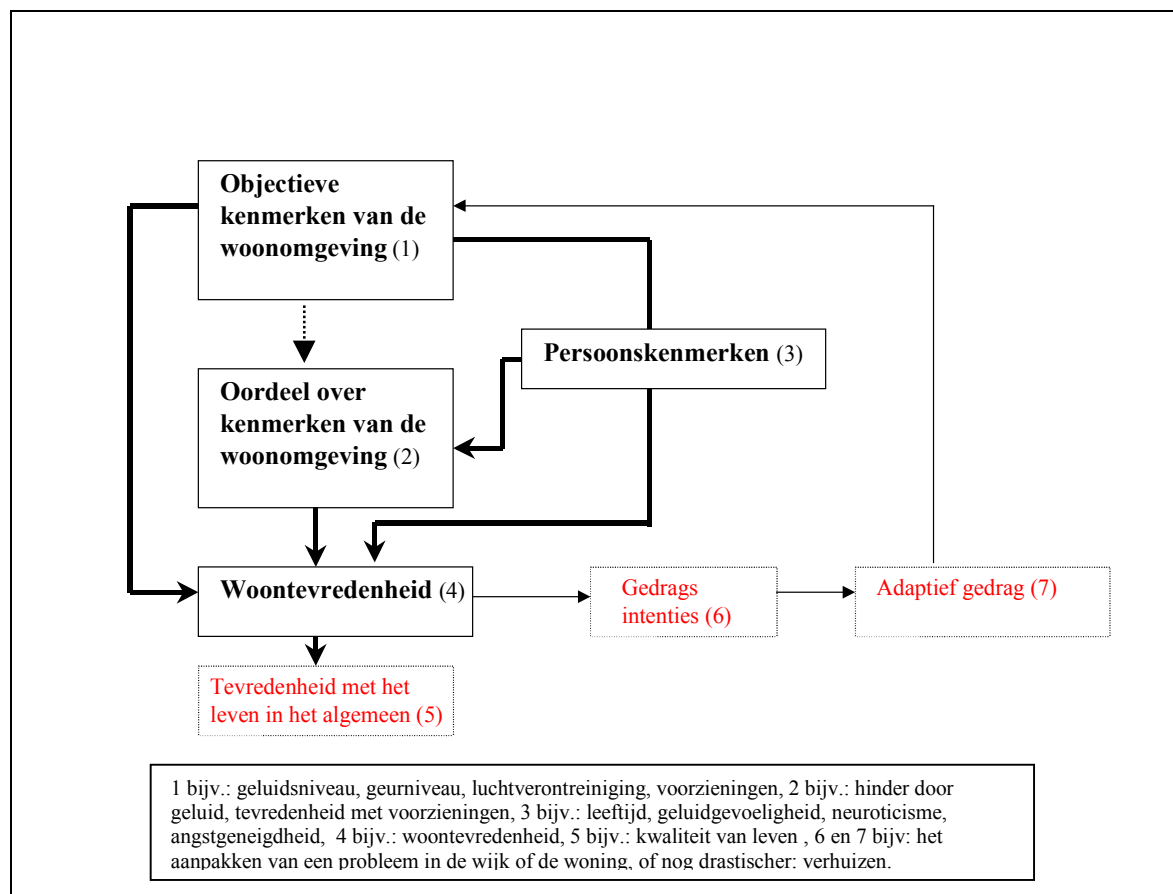 Objectieve
kenmerken van de
woonomgeving (1)
Persoonskenmerken (3)
Oordeel over
kenmerken van de
woonomgeving (2)
Woontevredenheid (4)
Gedrags
intenties (6)
Adaptief gedrag (7)
Tevredenheid met het
leven in het algemeen (5)
1 bijv.: geluidsniveau, geurniveau, luchtverontreiniging, voorzieningen, 2 bijv.: hinder door
geluid, tevredenheid met voorzieningen, 3 bijv.: leeftijd, geluidgevoeligheid, neuroticisme,
angstgeneigdheid, 4 bijv.: woontevredenheid, 5 bijv.: kwaliteit van leven , 6 en 7 bijv: het
aanpakken van een probleem in de wijk of de woning, of nog drastischer: verhuizen.